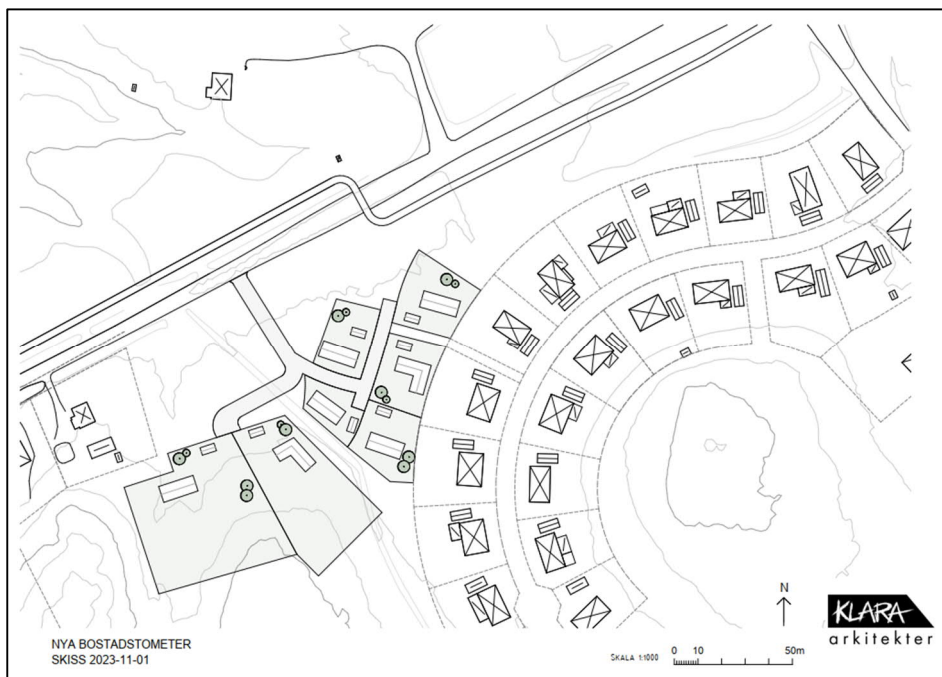 NYA BOSTADSTOMETER
SKISS 2023-11-01
SKALA 1:1000
0 10 50m
N
KLARA
arkitekter